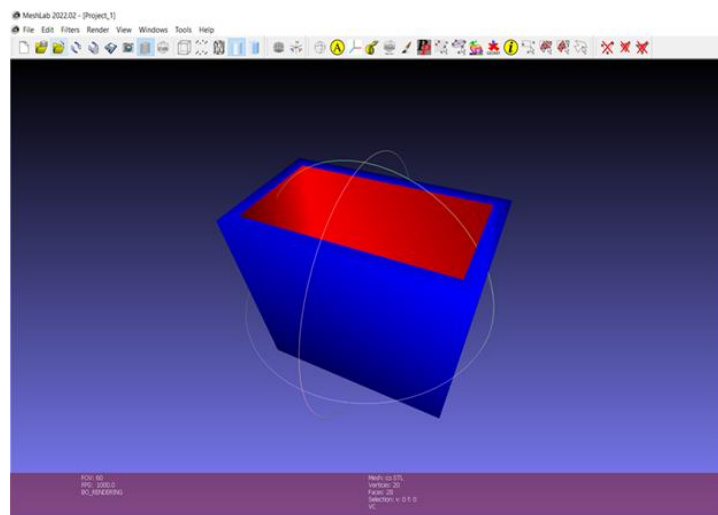 MeshLab 2022.02 - [Project_1]
File Edit Filters Render View Windows Tools Help
FOV: 60
FPS: 1000.0
BO_RENDERING
Mesh: co.STL
Vertices: 20
Faces: 28
Selection: v: 0 f: 0
VC